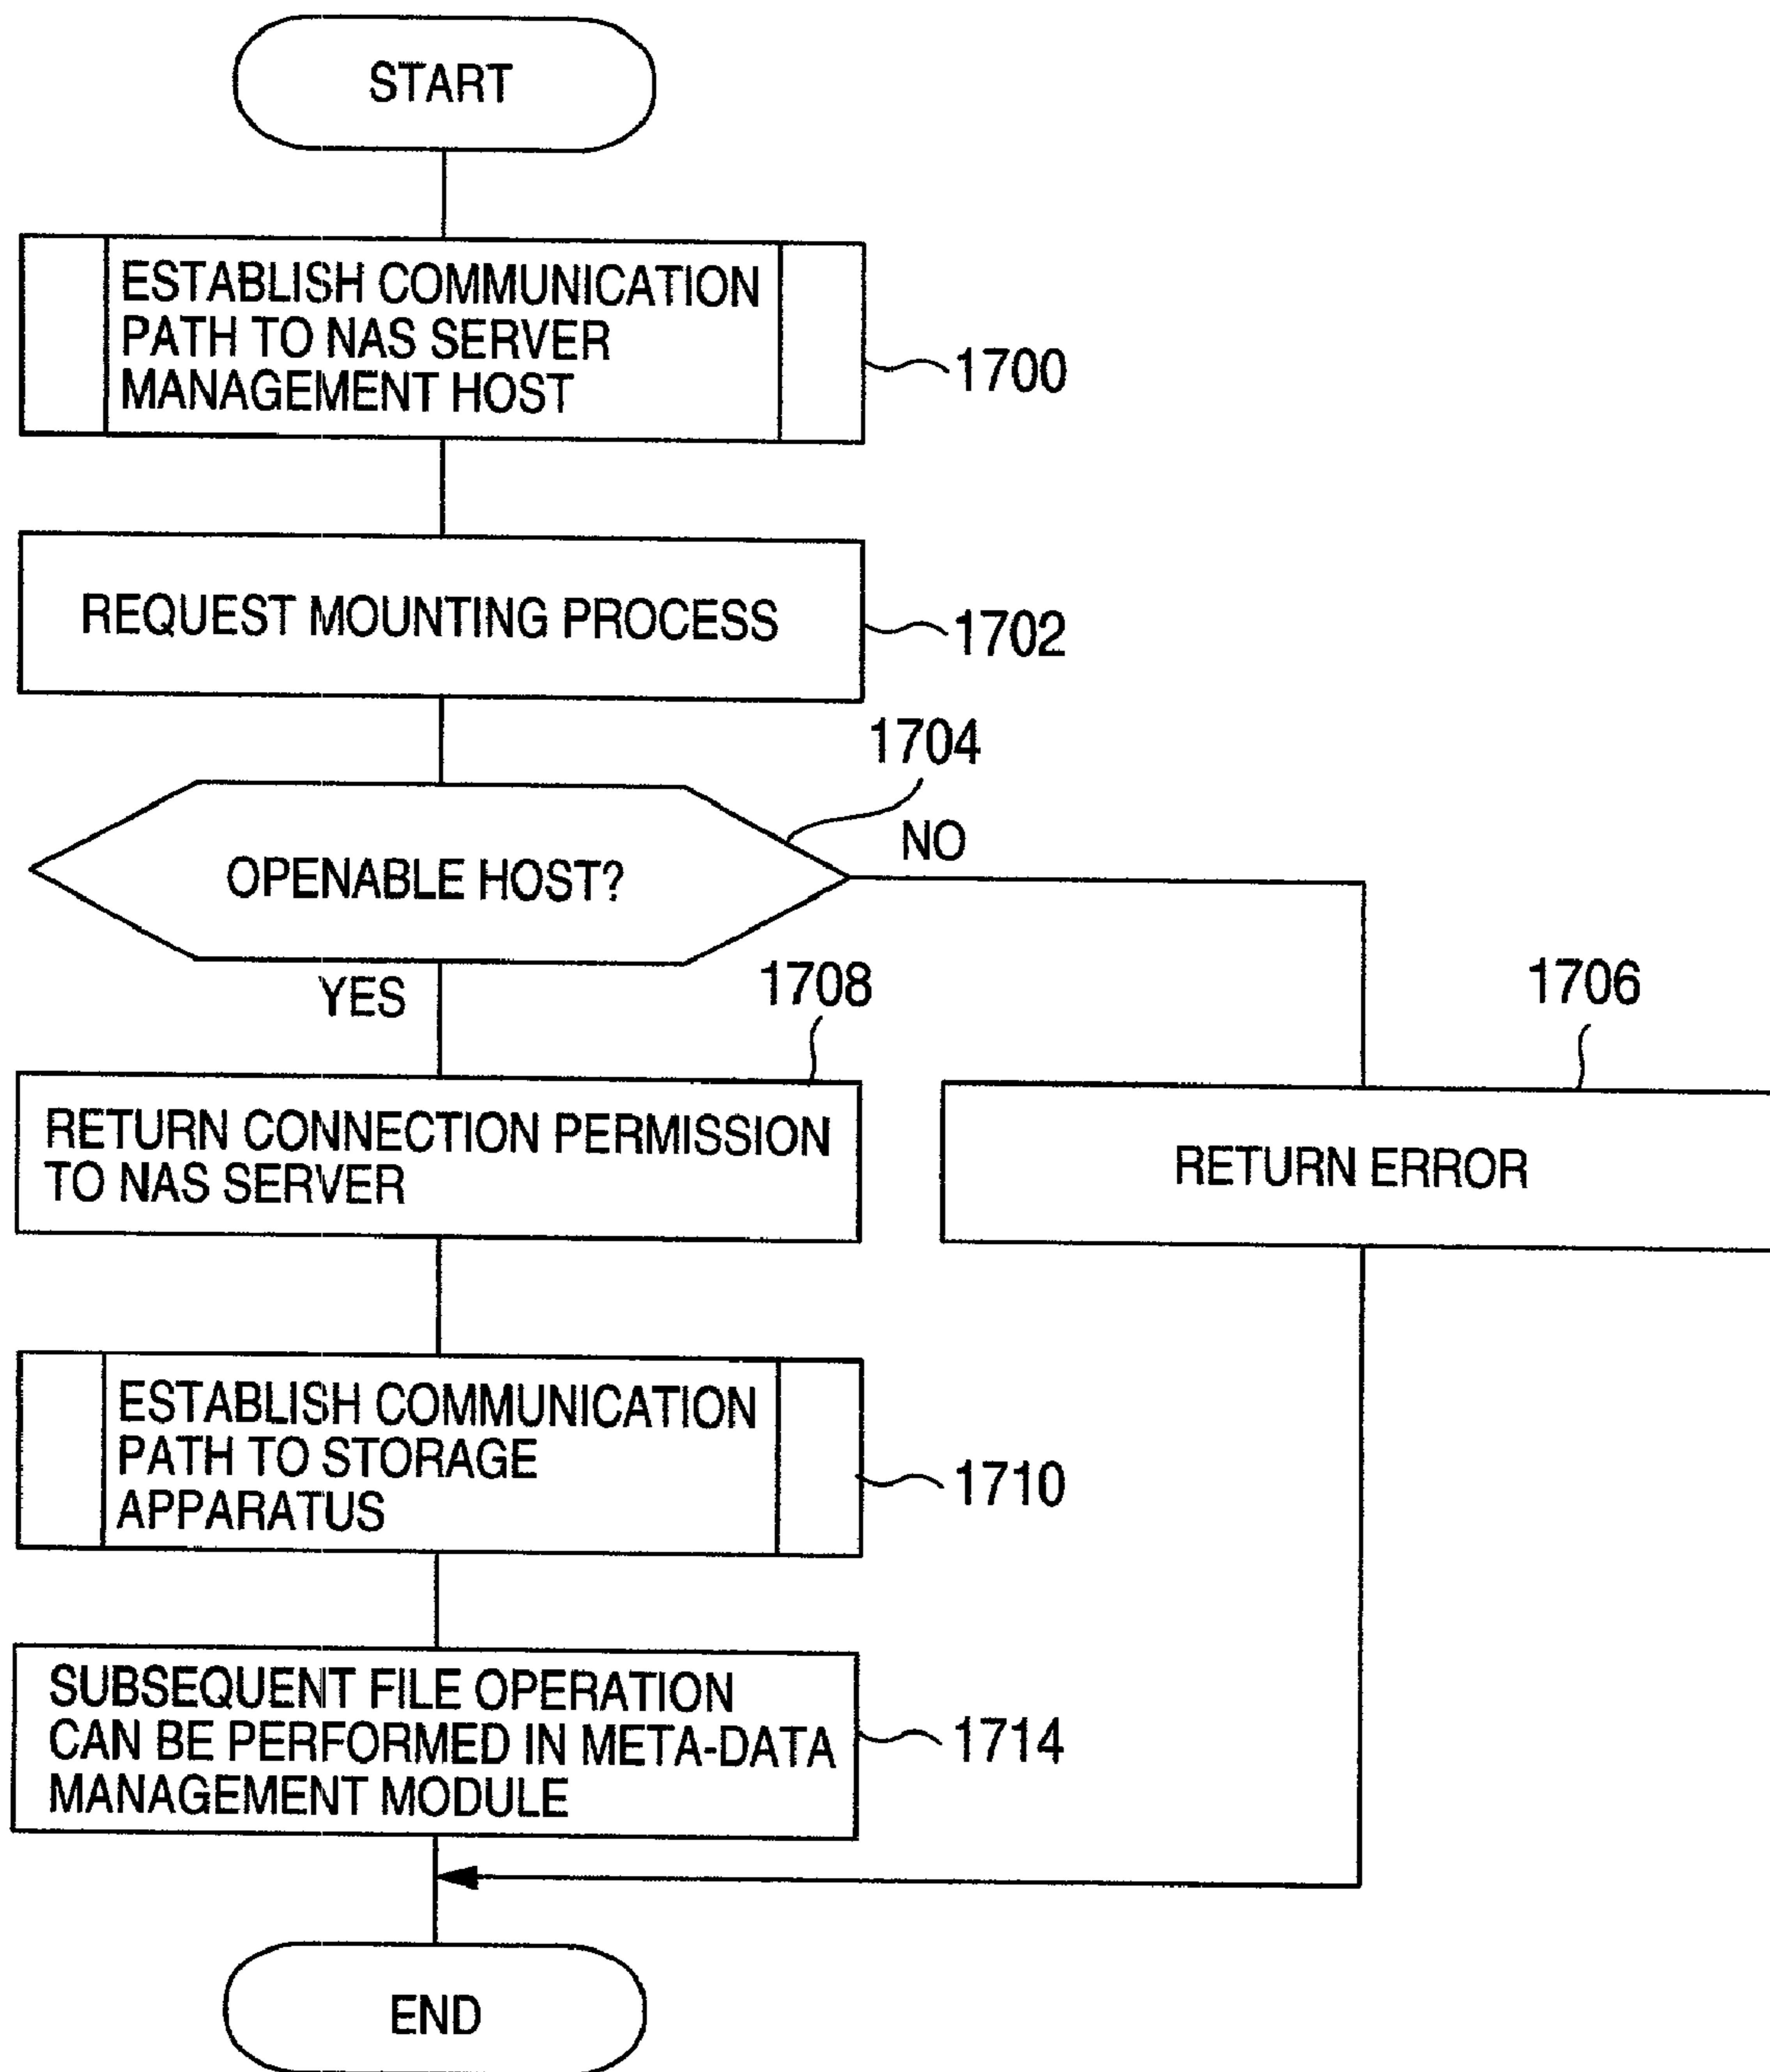 START
ESTABLISH COMMUNICATION
PATH TO NAS SERVER
MANAGEMENT HOST
1700
REQUEST MOUNTING PROCESS
1702
1704
OPENABLE HOST?
NO
YES
1708
1706
RETURN CONNECTION PERMISSION
TO NAS SERVER
RETURN ERROR
ESTABLISH COMMUNICATION
PATH TO STORAGE
APPARATUS
1710
SUBSEQUENT FILE OPERATION
CAN BE PERFORMED IN META-DATA
MANAGEMENT MODULE
1714
END